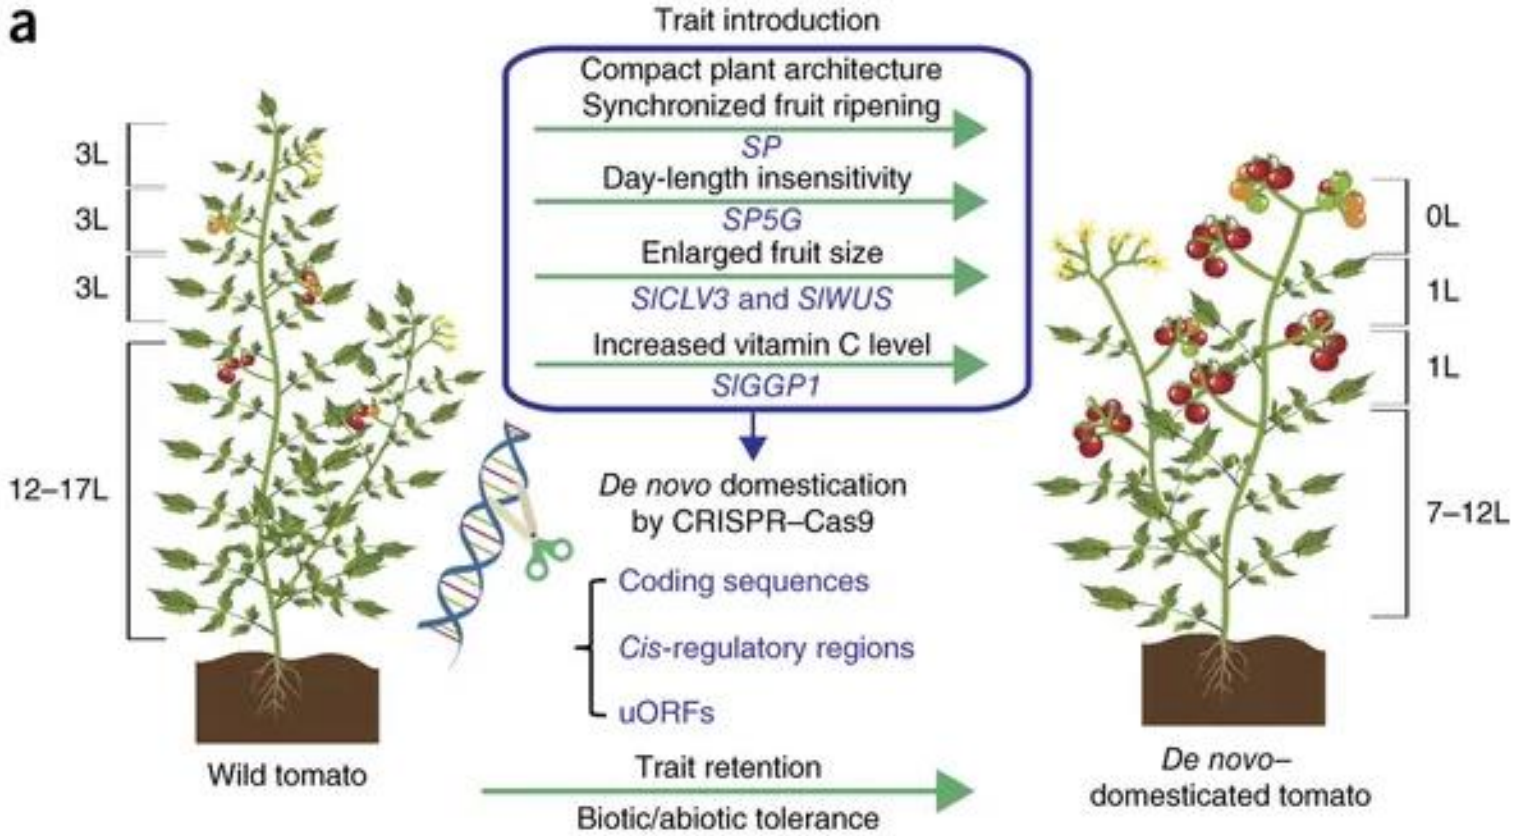 a
Trait introduction
Compact plant architecture
Synchronized fruit ripening
SP
Day-length insensitivity
SP5G
Enlarged fruit size
SlCLV3 and SlWUS
Increased vitamin C level
SlGGP1
3L
3L
3L
12–17L
0L
1L
1L
7–12L
De novo domestication
by CRISPR–Cas9
Coding sequences
Cis-regulatory regions
uORFs
Wild tomato
Trait retention
Biotic/abiotic tolerance
De novo–
domesticated tomato